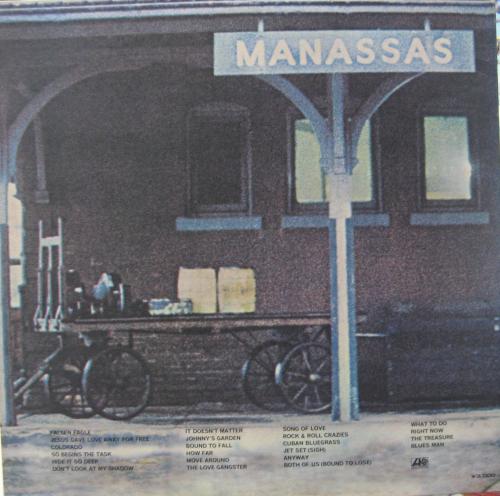 MANASSAS
FALLEN EAGLE
JESUS GAVE LOVE AWAY FOR FREE
COLORADO
SO BEGINS THE TASK
HIDE IT SO DEEP
DON'T LOOK AT MY SHADOW
IT DOESN'T MATTER
JOHNNY'S GARDEN
BOUND TO FALL
HOW FAR
MOVE AROUND
THE LOVE GANGSTER
SONG OF LOVE
ROCK & ROLL CRAZIES
CUBAN BLUEGRASS
JET SET (SIGH)
ANYWAY
BOTH OF US (BOUND TO LOSE)
WHAT TO DO
RIGHT NOW
THE TREASURE
BLUES MAN